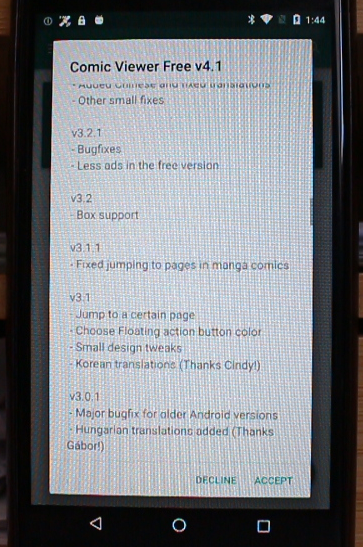 1:44
Comic Viewer Free v4.1
- Added Chinese and fixed translations
- Other small fixes
v3.2.1
- Bugfixes
- Less ads in the free version
v3.2
- Box support
v3.1.1
- Fixed jumping to pages in manga comics
v3.1
- Jump to a certain page
- Choose Floating action button color
- Small design tweaks
- Korean translations (Thanks Cindy!)
v3.0.1
- Major bugfix for older Android versions
- Hungarian translations added (Thanks
Gábor!)
DECLINE ACCEPT